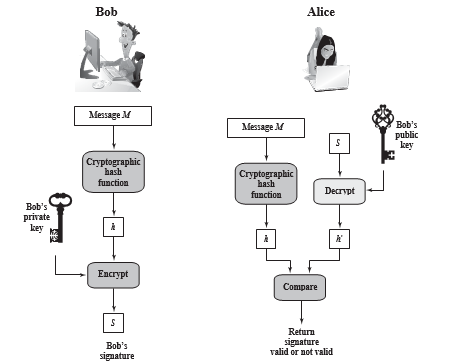 Bob
Alice
Message M
Cryptographic
hash
function
Bob's
private
key
h
Encrypt
S
Bob's
signature
Message M
Cryptographic
hash
function
h
S
Bob's
public
key
Decrypt
h'
Compare
Return
signature
valid or not valid